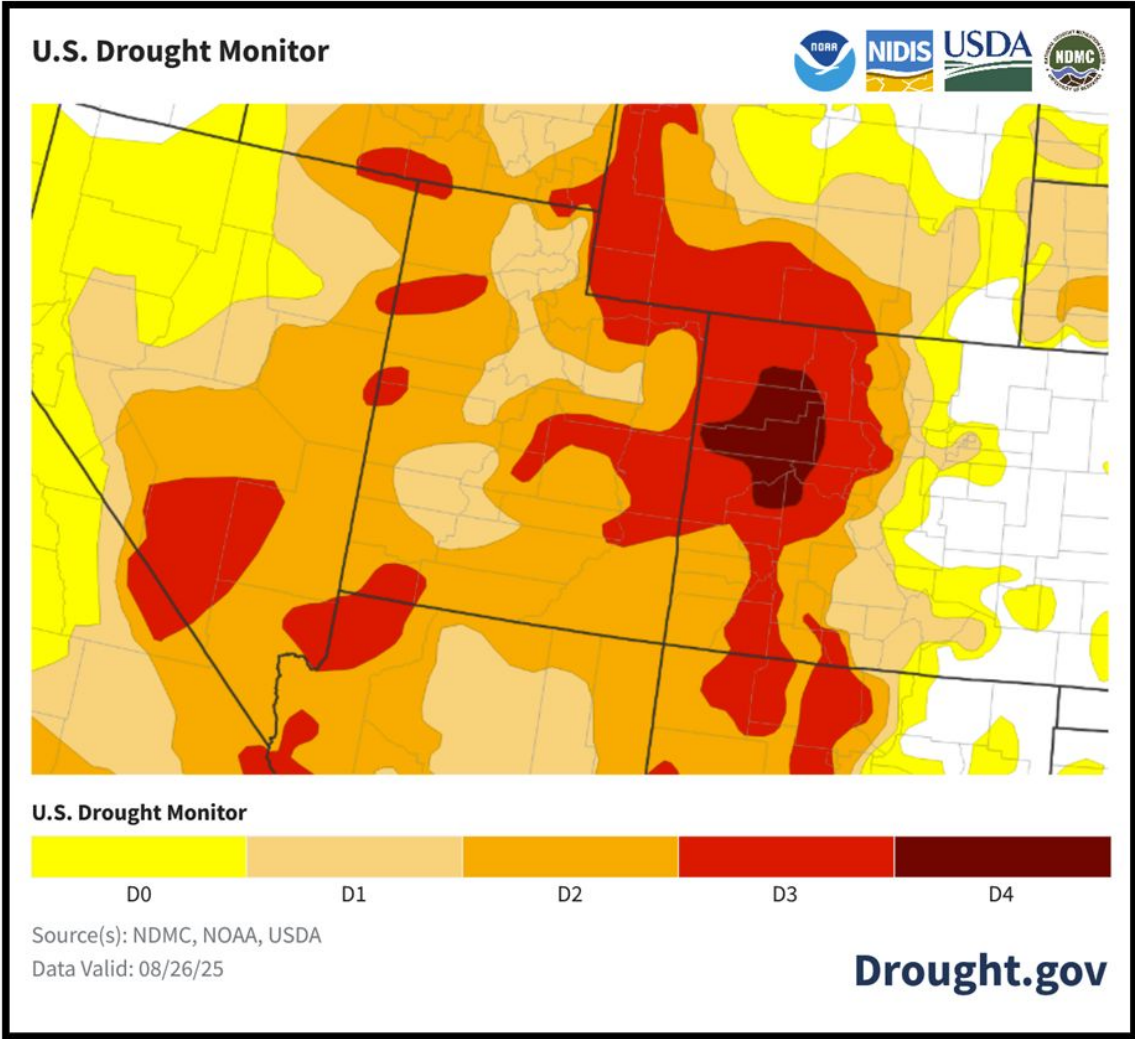 U.S. Drought Monitor
NOAA
NIDIS
USDA
NDMC
U.S. Drought Monitor
D0
D1
D2
D3
D4
Source(s): NDMC, NOAA, USDA
Data Valid: 08/26/25
Drought.gov